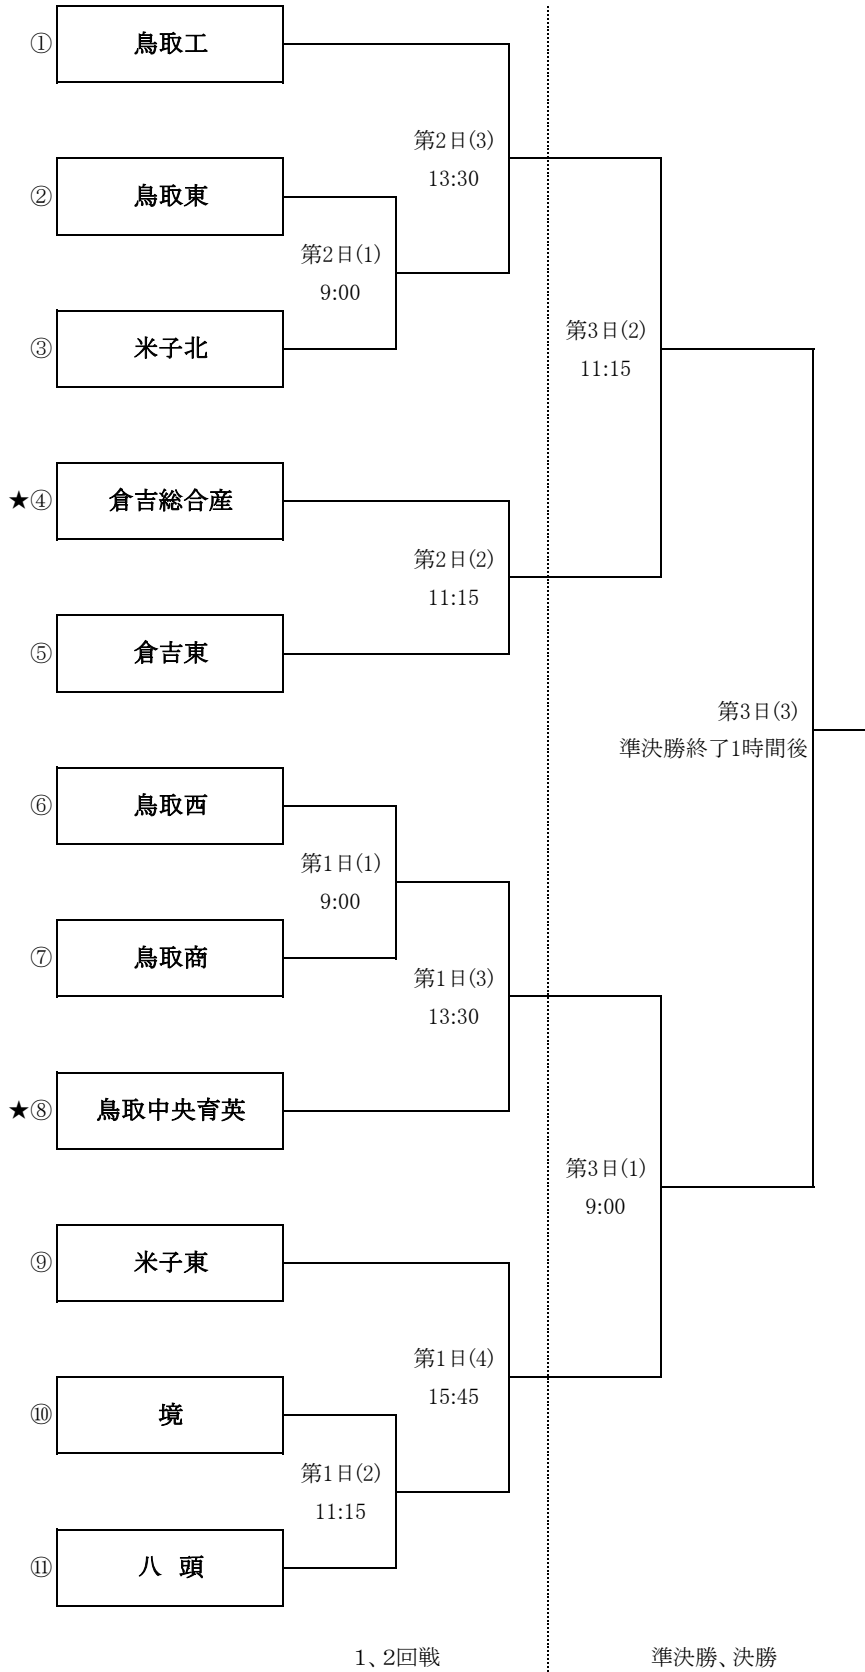 ① 鳥取工
第2日(3)
13:30
② 鳥取東
第2日(1)
9:00
③ 米子北
第3日(2)
11:15
★④ 倉吉総合産
第2日(2)
11:15
⑤ 倉吉東
第3日(3)
準決勝終了1時間後
⑥ 鳥取西
第1日(1)
9:00
⑦ 鳥取商
第1日(3)
13:30
★⑧ 鳥取中央育英
第3日(1)
9:00
⑨ 米子東
第1日(4)
15:45
⑩ 境
第1日(2)
11:15
⑪ 八 頭
1、2回戦 準決勝、決勝